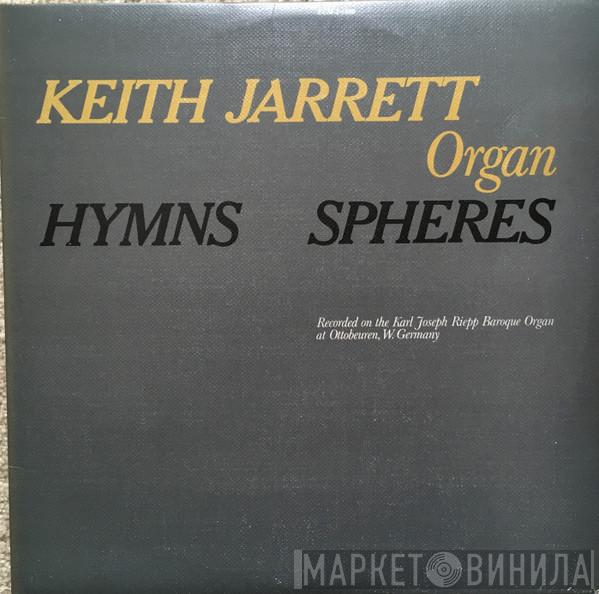 KEITH JARRETT
Organ
HYMNS SPHERES
Recorded on the Karl Joseph Riepp Baroque Organ
at Ottobeuren, W. Germany
МАРКЕТ ВИНИЛА